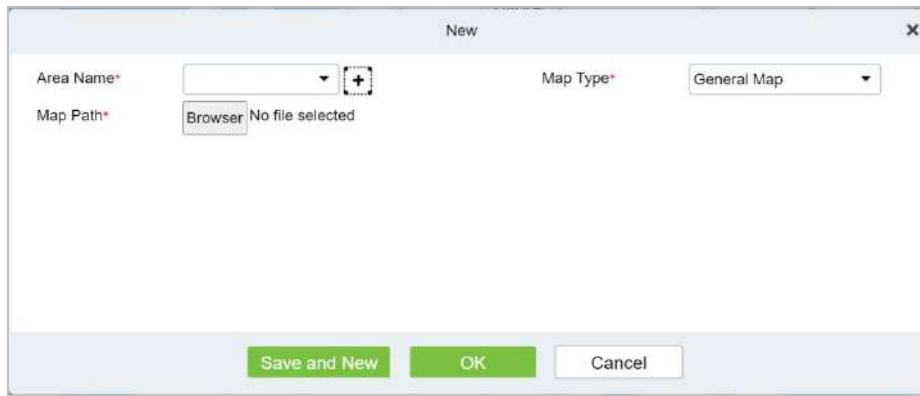 New
Area Name*
Map Type*
General Map
Map Path*
Browser No file selected
Save and New
OK
Cancel